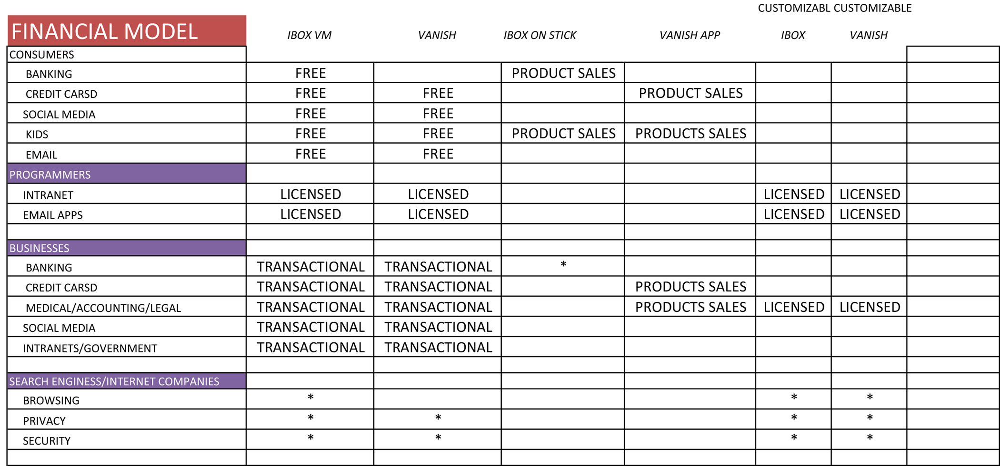 CUSTOMIZABL CUSTOMIZABLE
FINANCIAL MODEL IBOX VM VANISH IBOX ON STICK VANISH APP IBOX VANISH
CONSUMERS
BANKING FREE PRODUCT SALES
CREDIT CARSD FREE FREE PRODUCT SALES
SOCIAL MEDIA FREE FREE
KIDS FREE FREE PRODUCT SALES PRODUCTS SALES
EMAIL FREE FREE
PROGRAMMERS
INTRANET LICENSED LICENSED LICENSED LICENSED
EMAIL APPS LICENSED LICENSED LICENSED LICENSED
BUSINESSES
BANKING TRANSACTIONAL TRANSACTIONAL *
CREDIT CARSD TRANSACTIONAL TRANSACTIONAL PRODUCTS SALES
MEDICAL/ACCOUNTING/LEGAL TRANSACTIONAL TRANSACTIONAL PRODUCTS SALES LICENSED LICENSED
SOCIAL MEDIA TRANSACTIONAL TRANSACTIONAL
INTRANETS/GOVERNMENT TRANSACTIONAL TRANSACTIONAL
SEARCH ENGINESS/INTERNET COMPANIES
BROWSING * * *
PRIVACY * * * *
SECURITY * * * *